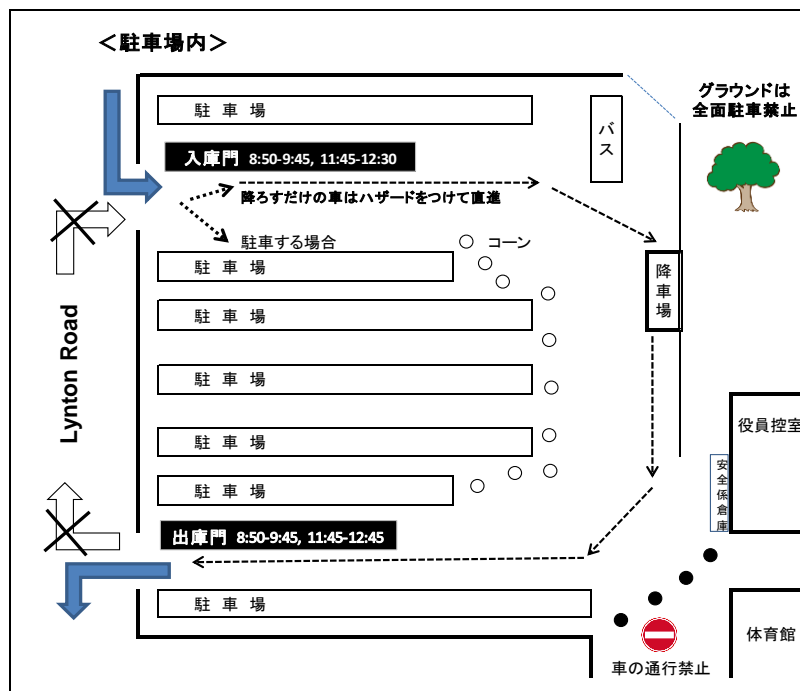 ＜駐車場内＞
グラウンドは
全面駐車禁止
駐 車 場
バス
入庫門 8:50-9:45, 11:45-12:30
降ろすだけの車はハザードをつけて直進
駐車する場合
コーン
駐 車 場
降車場
駐 車 場
Lynton Road
駐 車 場
役員控室
駐 車 場
安全係倉庫
駐 車 場
出庫門 8:50-9:45, 11:45-12:45
駐 車 場
体育館
車の通行禁止